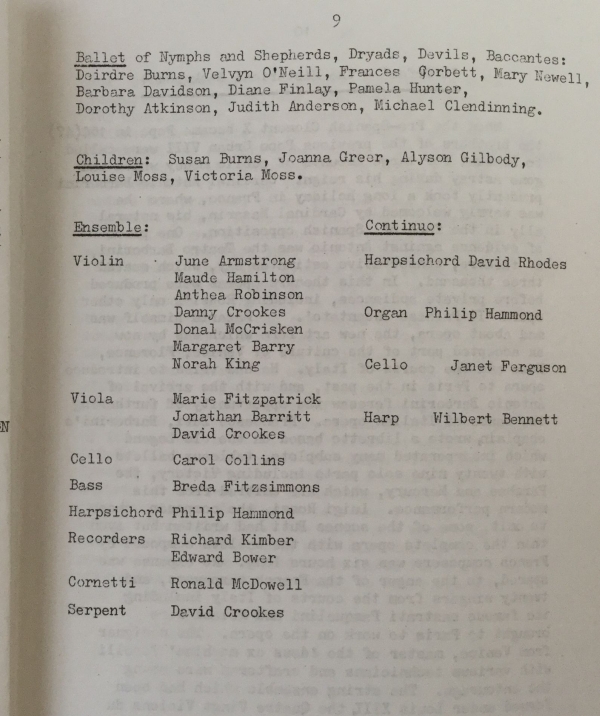 9
Ballet of Nymphs and Shepherds, Dryads, Devils, Baccantes:
Deirdre Burns, Velvyn O'Neill, Frances Gorbett, Mary Newell,
Barbara Davidson, Diane Finlay, Pamela Hunter,
Dorothy Atkinson, Judith Anderson, Michael Clendinning.
Children: Susan Burns, Joanna Greer, Alyson Gilbody,
Louise Moss, Victoria Moss.
Ensemble: Continuo:
Violin June Armstrong Harpsichord David Rhodes
Maude Hamilton
Anthea Robinson
Danny Crookes Organ Philip Hammond
Donal McCrisken
Margaret Barry
Norah King Cello Janet Ferguson
Viola Marie Fitzpatrick
Jonathan Barritt Harp Wilbert Bennett
David Crookes
Cello Carol Collins
Bass Breda Fitzsimmons
Harpsichord Philip Hammond
Recorders Richard Kimber
Edward Bower
Cornetti Ronald McDowell
Serpent David Crookes